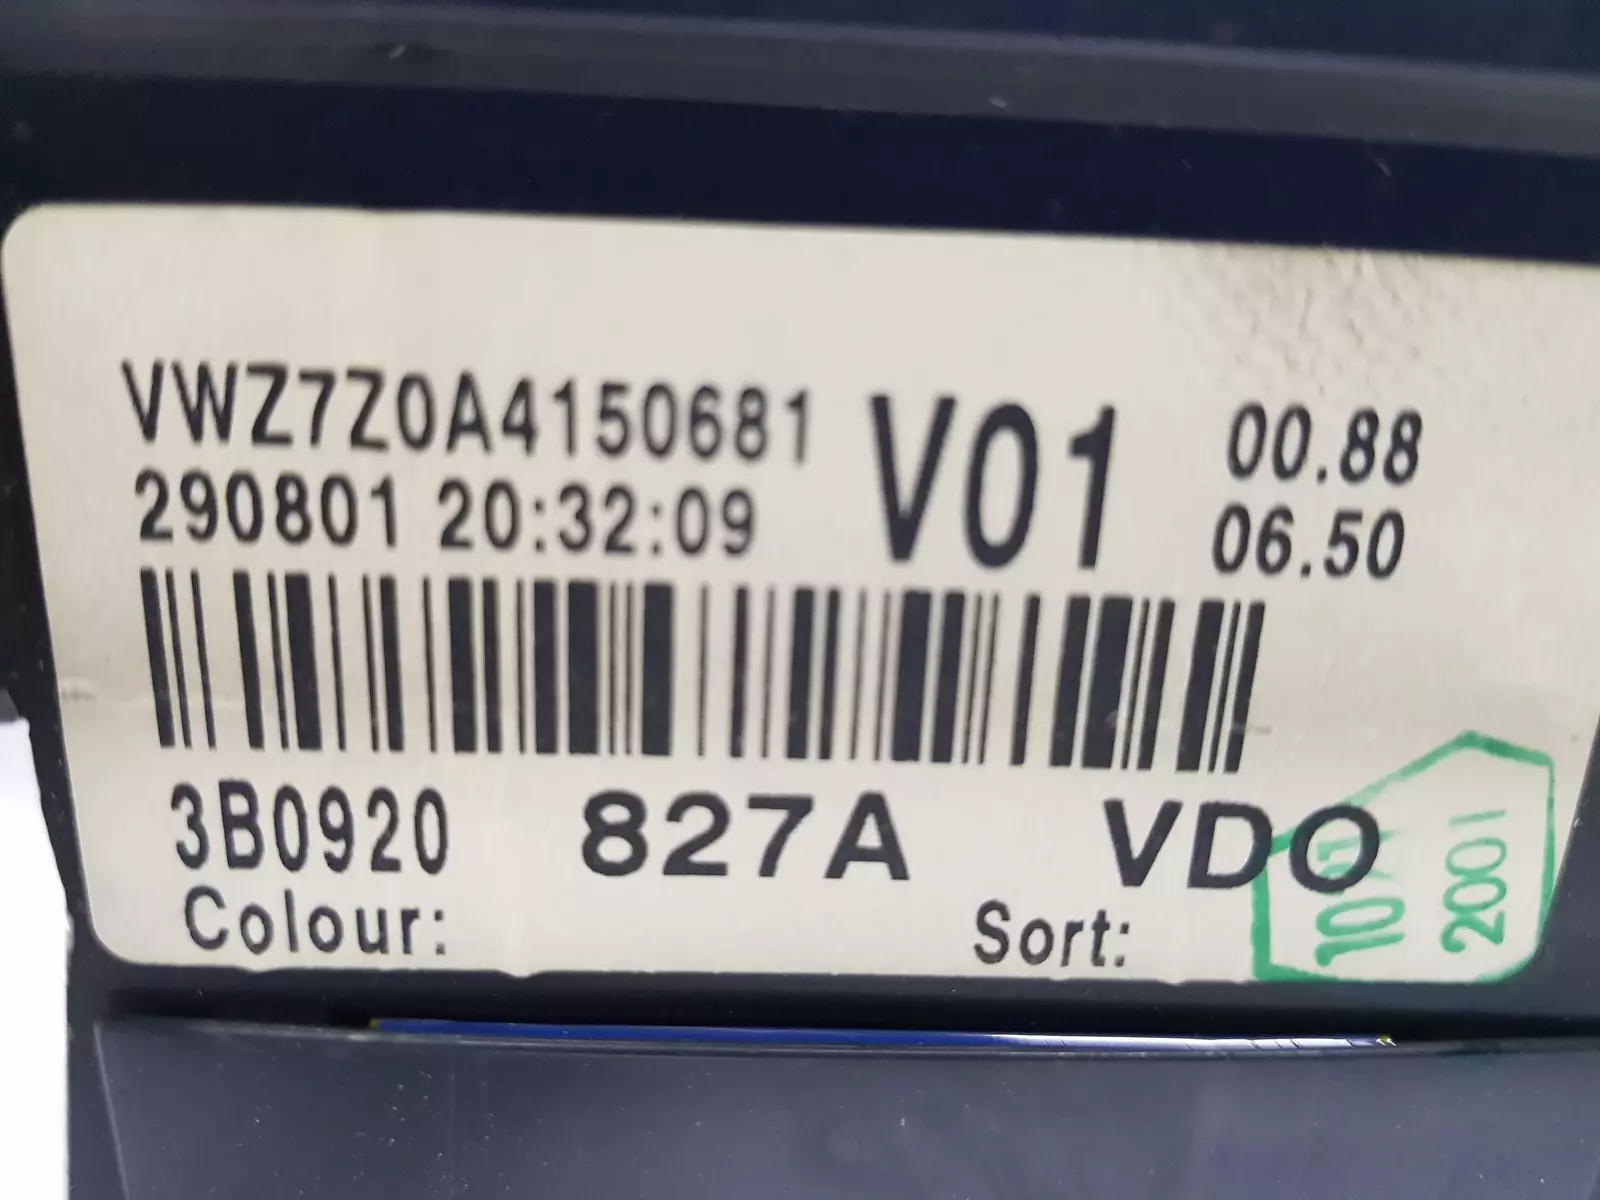 VWZ7Z0A4150681 V01 00.88
290801 20:32:09 06.50
3B0920 827A VDO
Colour: Sort:
2001